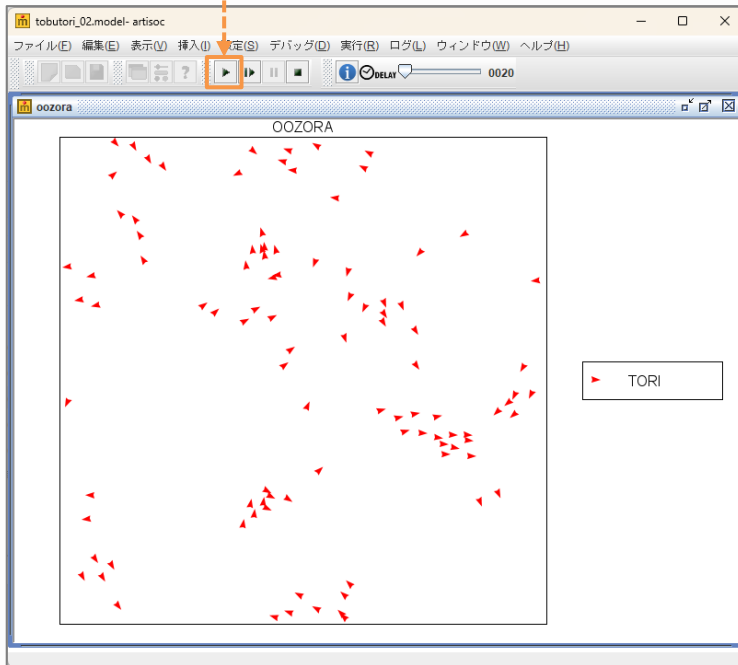 tobutori_02.model- artisoc
ファイル(F) 編集(E) 表示(V) 挿入(I) 設定(S) デバッグ(D) 実行(R) ログ(L) ウィンドウ(W) ヘルプ(H)
DELAY 0020
oozora
OOZORA
TORI